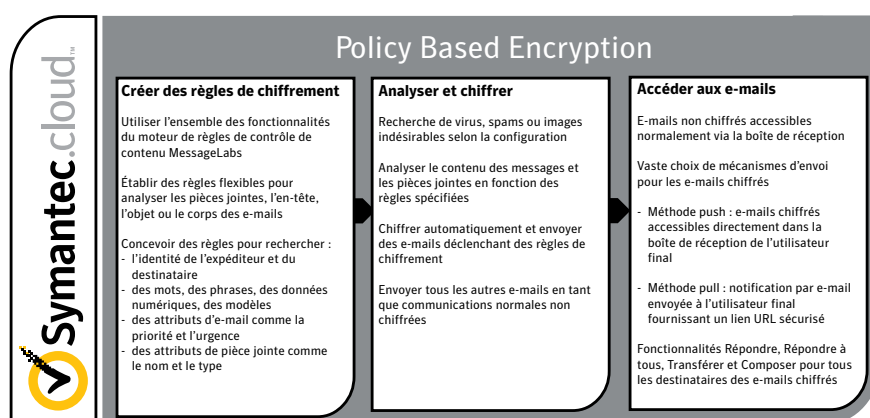 Symantec.cloud™
Policy Based Encryption
Créer des règles de chiffrement
Utiliser l'ensemble des fonctionnalités
du moteur de règles de contrôle de
contenu MessageLabs
Établir des règles flexibles pour
analyser les pièces jointes, l'en-tête,
l'objet ou le corps des e-mails
Concevoir des règles pour rechercher :
- l'identité de l'expéditeur et du
destinataire
- des mots, des phrases, des données
numériques, des modèles
- des attributs d'e-mail comme la
priorité et l'urgence
- des attributs de pièce jointe comme
le nom et le type
Analyser et chiffrer
Recherche de virus, spams ou images
indésirables selon la configuration
Analyser le contenu des messages et
les pièces jointes en fonction des
règles spécifiées
Chiffrer automatiquement et envoyer
des e-mails déclenchant des règles de
chiffrement
Envoyer tous les autres e-mails en tant
que communications normales non
chiffrées
Accéder aux e-mails
E-mails non chiffrés accessibles
normalement via la boîte de réception
Vaste choix de mécanismes d'envoi
pour les e-mails chiffrés
- Méthode push : e-mails chiffrés
accessibles directement dans la
boîte de réception de l'utilisateur
final
- Méthode pull : notification par e-mail
envoyée à l'utilisateur final
fournissant un lien URL sécurisé
Fonctionnalités Répondre, Répondre à
tous, Transférer et Composer pour tous
les destinataires des e-mails chiffrés